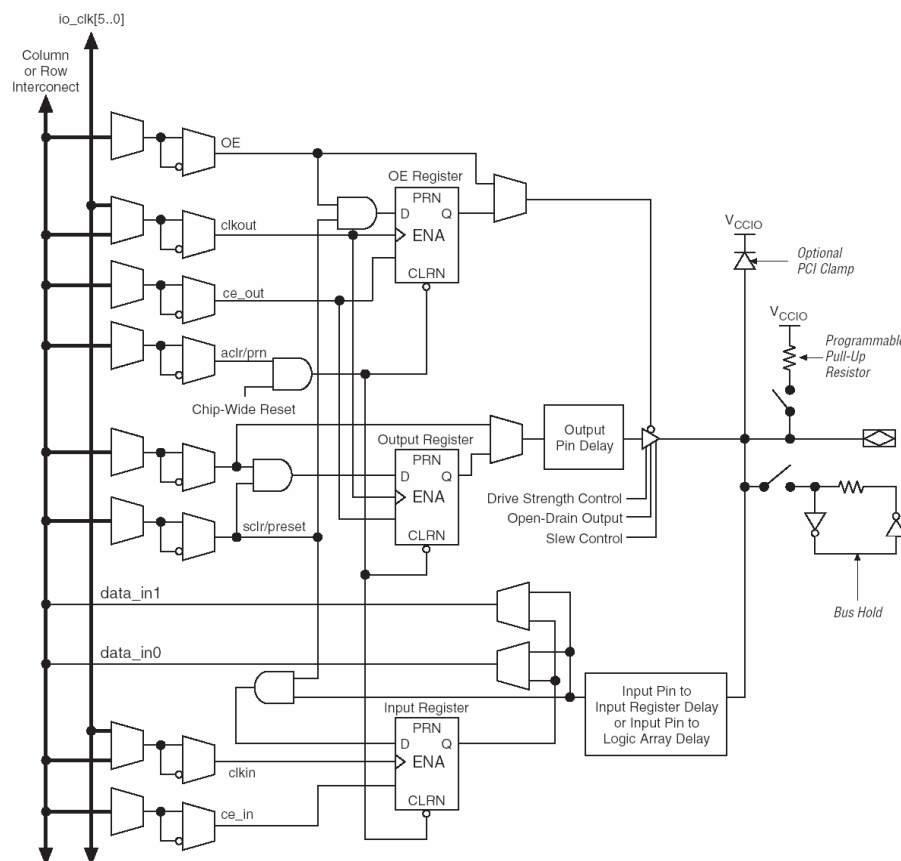 io_clk[5..0]
Column
or Row
Interconect
OE
OE Register
PRN
D
Q
clkout
ENA
ce_out
CLRN
aclr/prn
Chip-Wide Reset
VCCIO
Optional
PCI Clamp
VCCIO
Programmable
Pull-Up
Resistor
Output
Pin Delay
Output Register
PRN
D
Q
ENA
CLRN
sclr/preset
Drive Strength Control
Open-Drain Output
Slew Control
Bus Hold
data_in1
data_in0
Input Pin to
Input Register Delay
or Input Pin to
Logic Array Delay
Input Register
PRN
D
Q
ENA
clkin
CLRN
ce_in